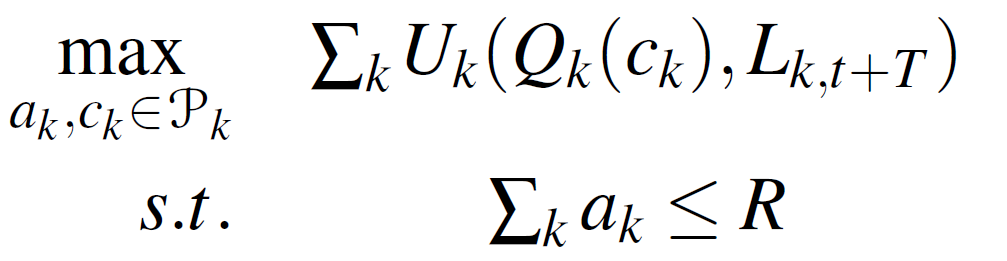 max ∑ₖ Uₖ(Qₖ(cₖ), Lₖ,ₜ₊T)
aₖ,cₖ∈𝒫ₖ
s.t. ∑ₖ aₖ ≤ R